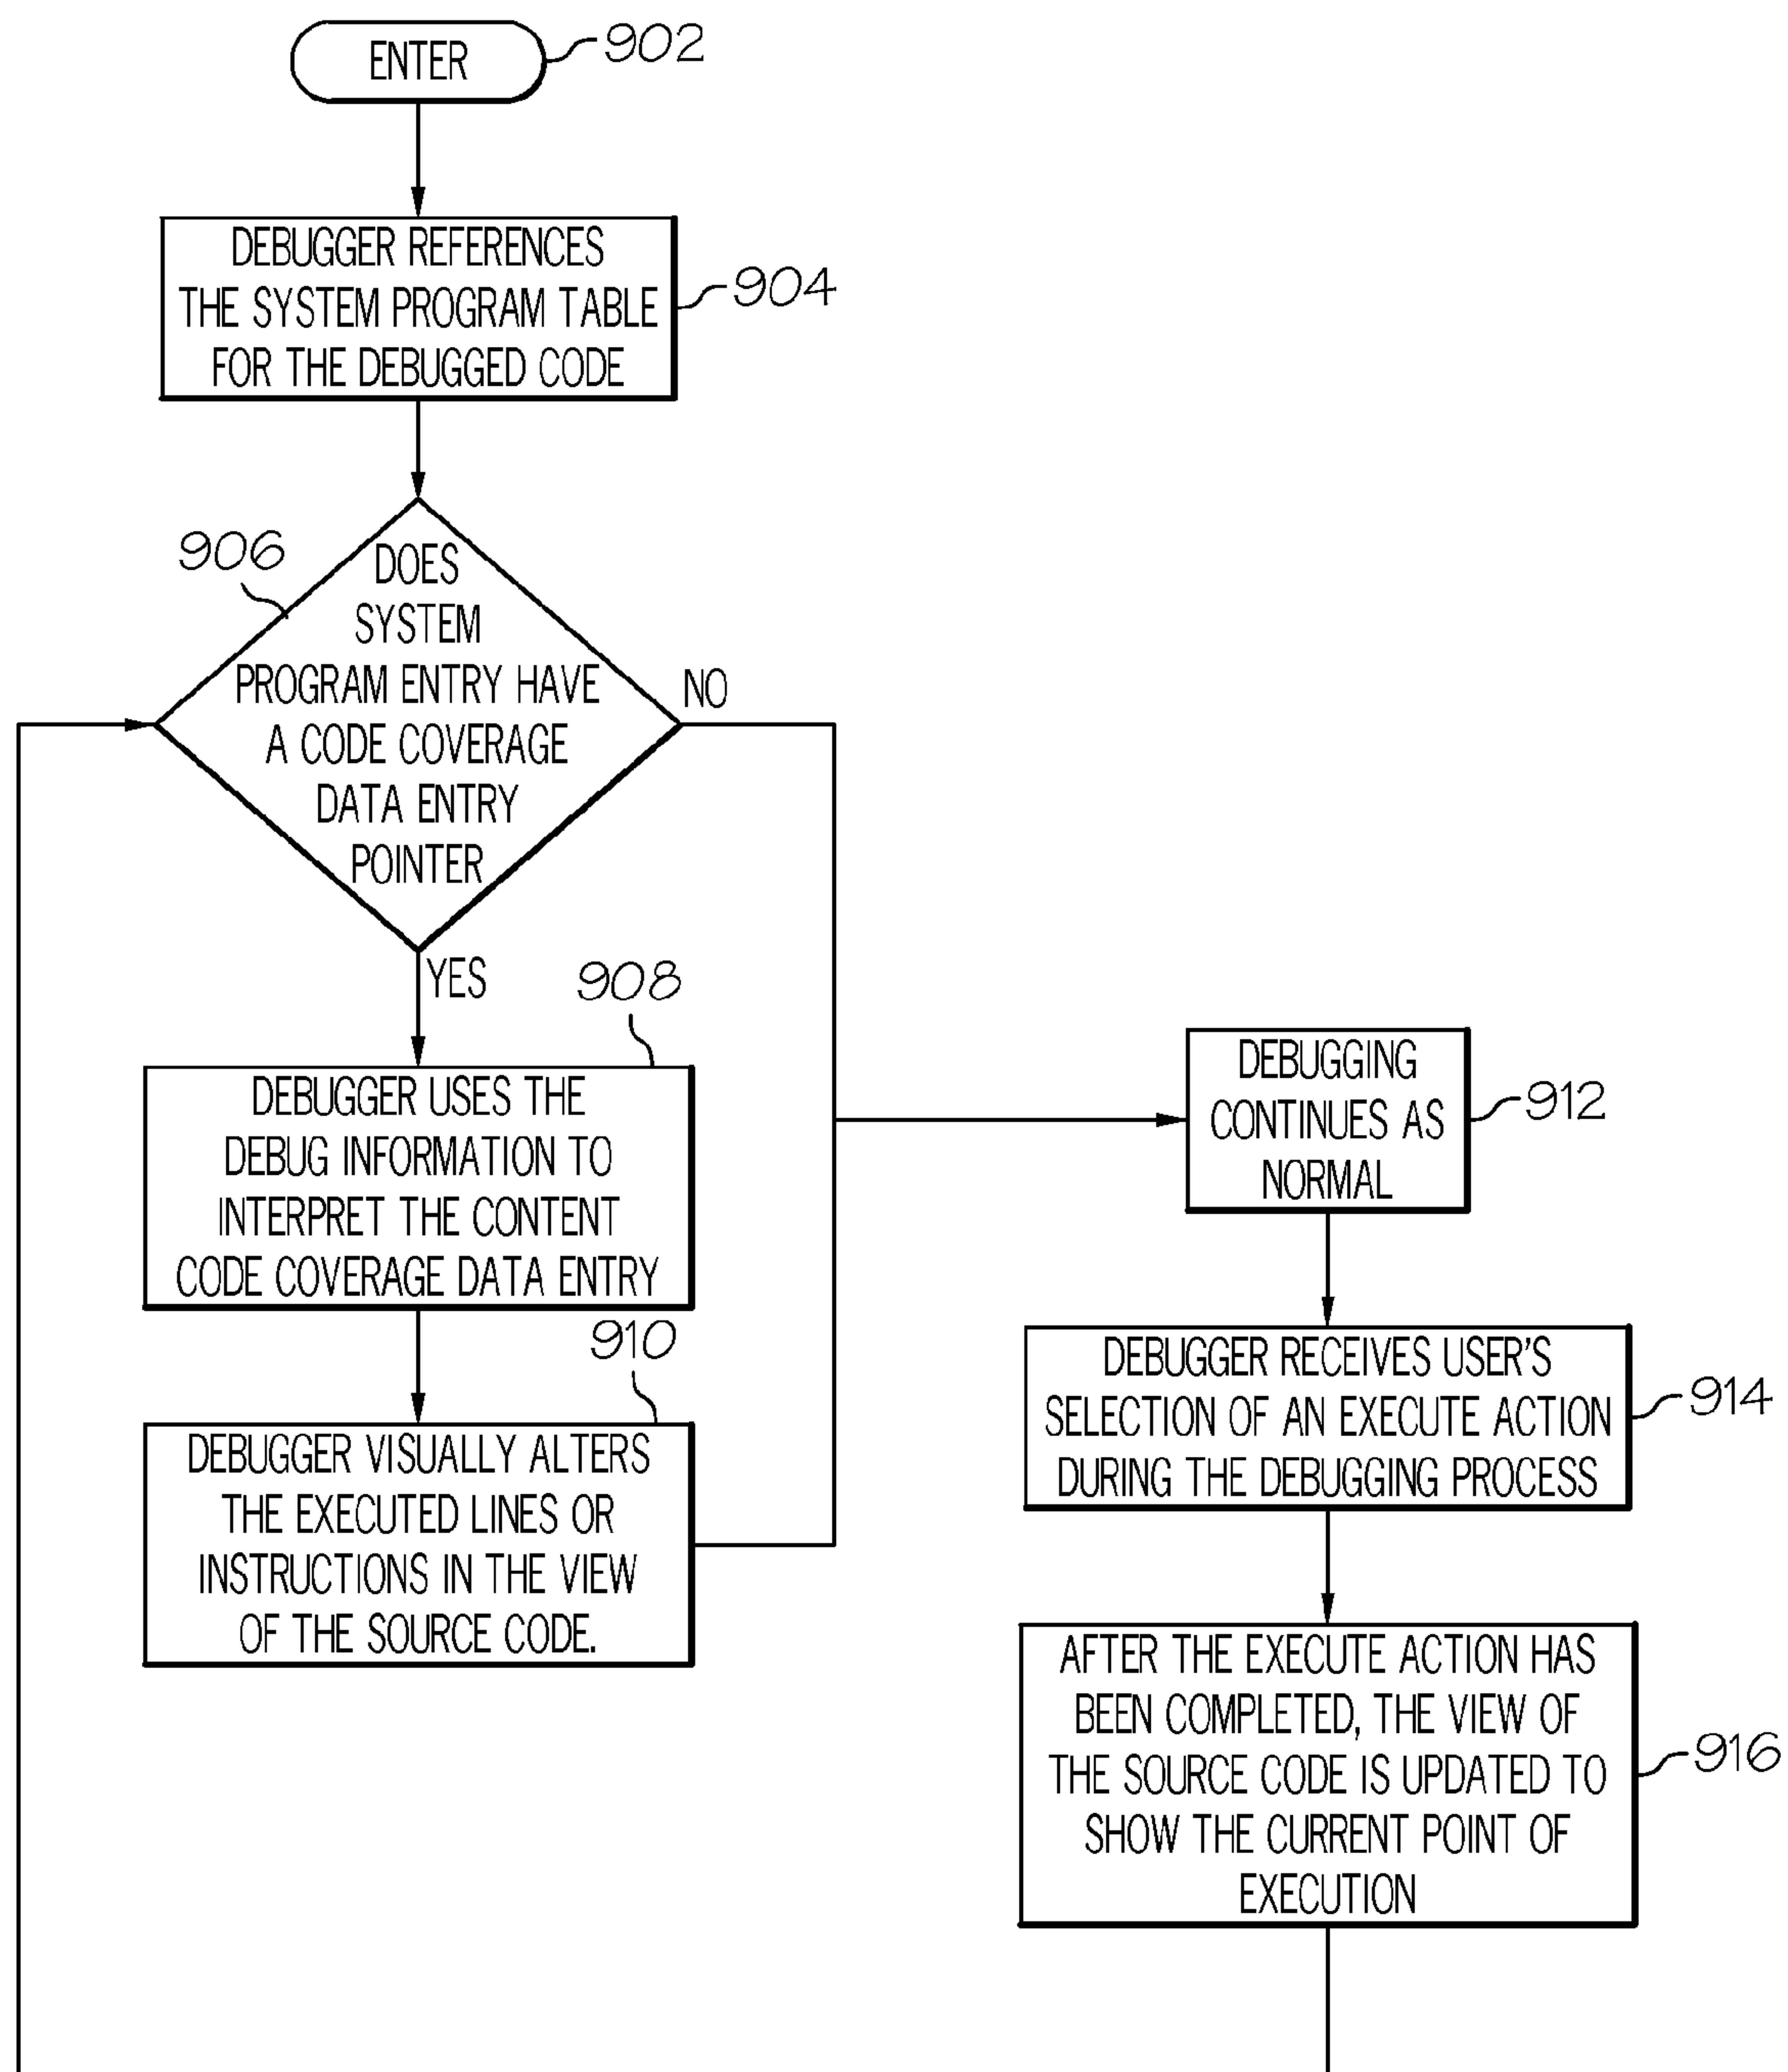 ENTER
902
DEBUGGER REFERENCES
THE SYSTEM PROGRAM TABLE
FOR THE DEBUGGED CODE
904
906
DOES
SYSTEM
PROGRAM ENTRY HAVE
A CODE COVERAGE
DATA ENTRY
POINTER
NO
YES
908
DEBUGGER USES THE
DEBUG INFORMATION TO
INTERPRET THE CONTENT
CODE COVERAGE DATA ENTRY
910
DEBUGGER VISUALLY ALTERS
THE EXECUTED LINES OR
INSTRUCTIONS IN THE VIEW
OF THE SOURCE CODE.
DEBUGGING
CONTINUES AS
NORMAL
912
DEBUGGER RECEIVES USER'S
SELECTION OF AN EXECUTE ACTION
DURING THE DEBUGGING PROCESS
914
AFTER THE EXECUTE ACTION HAS
BEEN COMPLETED, THE VIEW OF
THE SOURCE CODE IS UPDATED TO
SHOW THE CURRENT POINT OF
EXECUTION
916